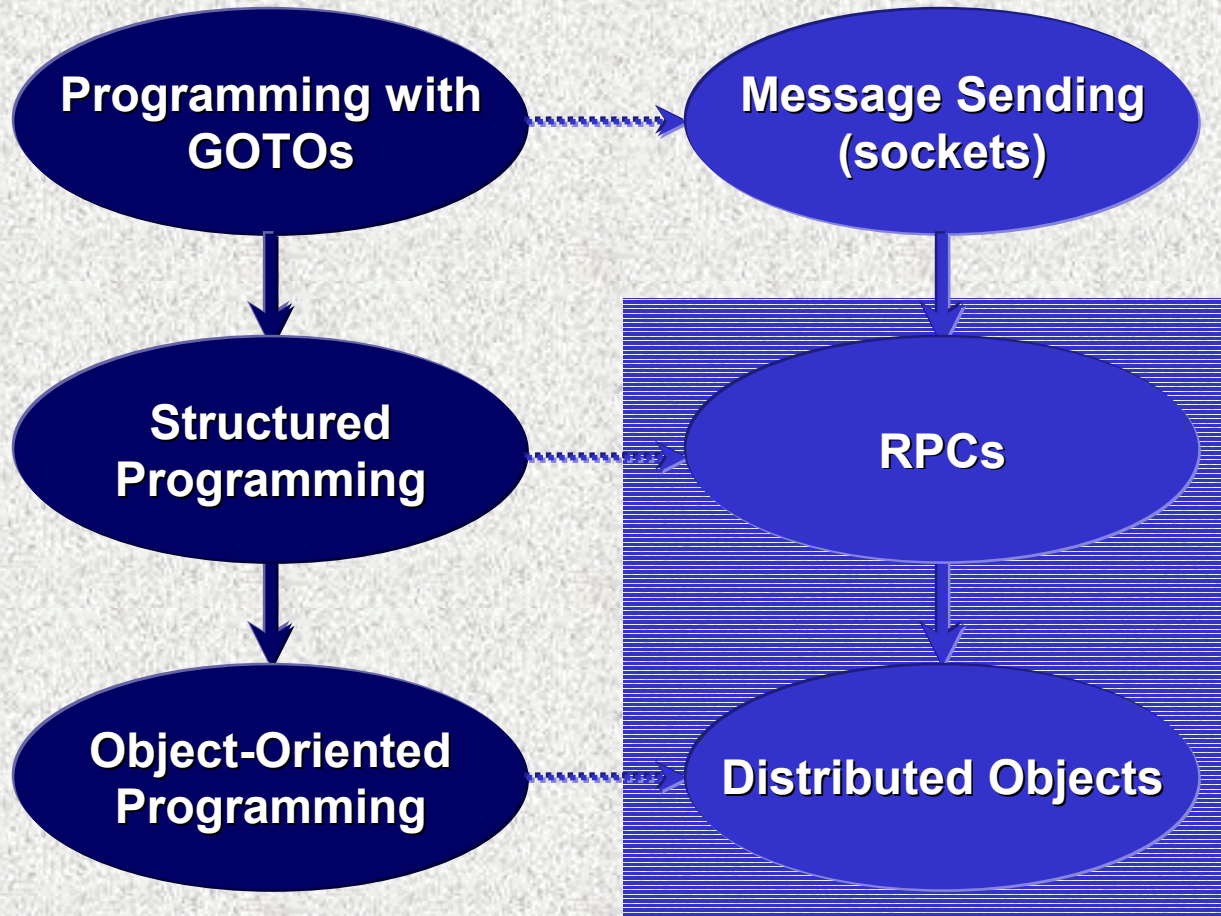 Programming with
GOTOs
Message Sending
(sockets)
Structured
Programming
RPCs
Object-Oriented
Programming
Distributed Objects